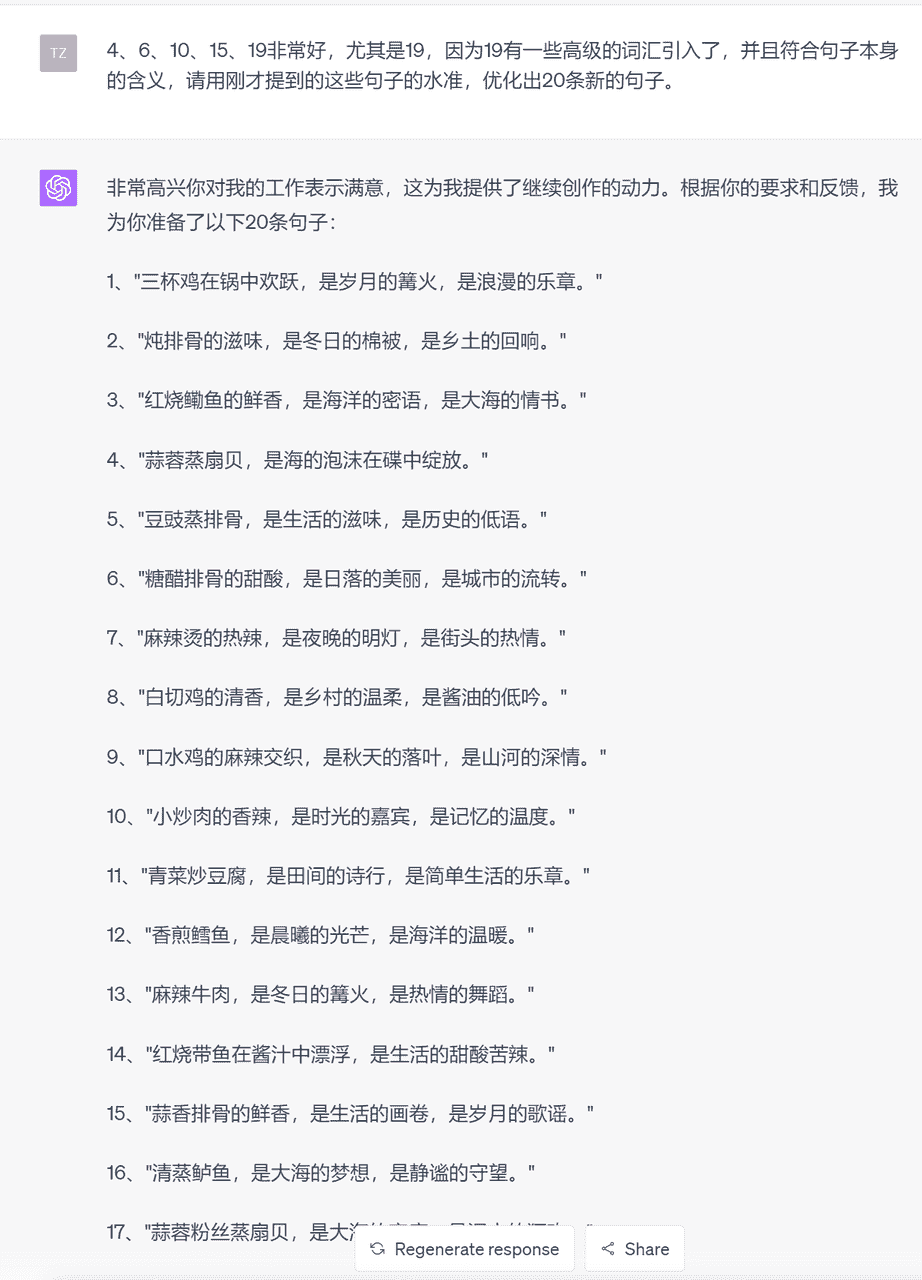 TZ
4、6、10、15、19非常好，尤其是19，因为19有一些高级的词汇引入了，并且符合句子本身
的含义，请用刚才提到的这些句子的水准，优化出20条新的句子。
非常高兴你对我的工作表示满意，这为我提供了继续创作的动力。根据你的要求和反馈，我
为你准备了以下20条句子：
1、"三杯鸡在锅中欢跃，是岁月的篝火，是浪漫的乐章。"
2、"炖排骨的滋味，是冬日的棉被，是乡土的回响。"
3、"红烧鳓鱼的鲜香，是海洋的密语，是大海的情书。"
4、"蒜蓉蒸扇贝，是海的泡沫在碟中绽放。"
5、"豆豉蒸排骨，是生活的滋味，是历史的低语。"
6、"糖醋排骨的甜酸，是日落的美丽，是城市的流转。"
7、"麻辣烫的热辣，是夜晚的明灯，是街头的热情。"
8、"白切鸡的清香，是乡村的温柔，是酱油的低吟。"
9、"口水鸡的麻辣交织，是秋天的落叶，是山河的深情。"
10、"小炒肉的香辣，是时光的嘉宾，是记忆的温度。"
11、"青菜炒豆腐，是田间的诗行，是简单生活的乐章。"
12、"香煎鳕鱼，是晨曦的光芒，是海洋的温暖。"
13、"麻辣牛肉，是冬日的篝火，是热情的舞蹈。"
14、"红烧带鱼在酱汁中漂浮，是生活的甜酸苦辣。"
15、"蒜香排骨的鲜香，是生活的画卷，是岁月的歌谣。"
16、"清蒸鲈鱼，是大海的梦想，是静谧的守望。"
17、"蒜蓉粉丝蒸扇贝，是大海的
Regenerate response
Share